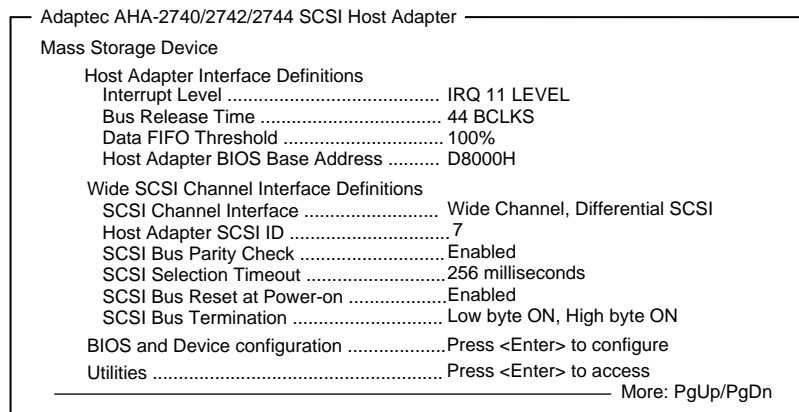 Adaptec AHA-2740/2742/2744 SCSI Host Adapter
Mass Storage Device
Host Adapter Interface Definitions
Interrupt Level ......................................... IRQ 11 LEVEL
Bus Release Time ................................... 44 BCLKS
Data FIFO Threshold ............................... 100%
Host Adapter BIOS Base Address .......... D8000H
Wide SCSI Channel Interface Definitions
SCSI Channel Interface .......................... Wide Channel, Differential SCSI
Host Adapter SCSI ID ...............................7
SCSI Bus Parity Check ............................Enabled
SCSI Selection Timeout ...........................256 milliseconds
SCSI Bus Reset at Power-on ...................Enabled
SCSI Bus Termination ............................. Low byte ON, High byte ON
BIOS and Device configuration ...................Press <Enter> to configure
Utilities ........................................................ Press <Enter> to access
More: PgUp/PgDn